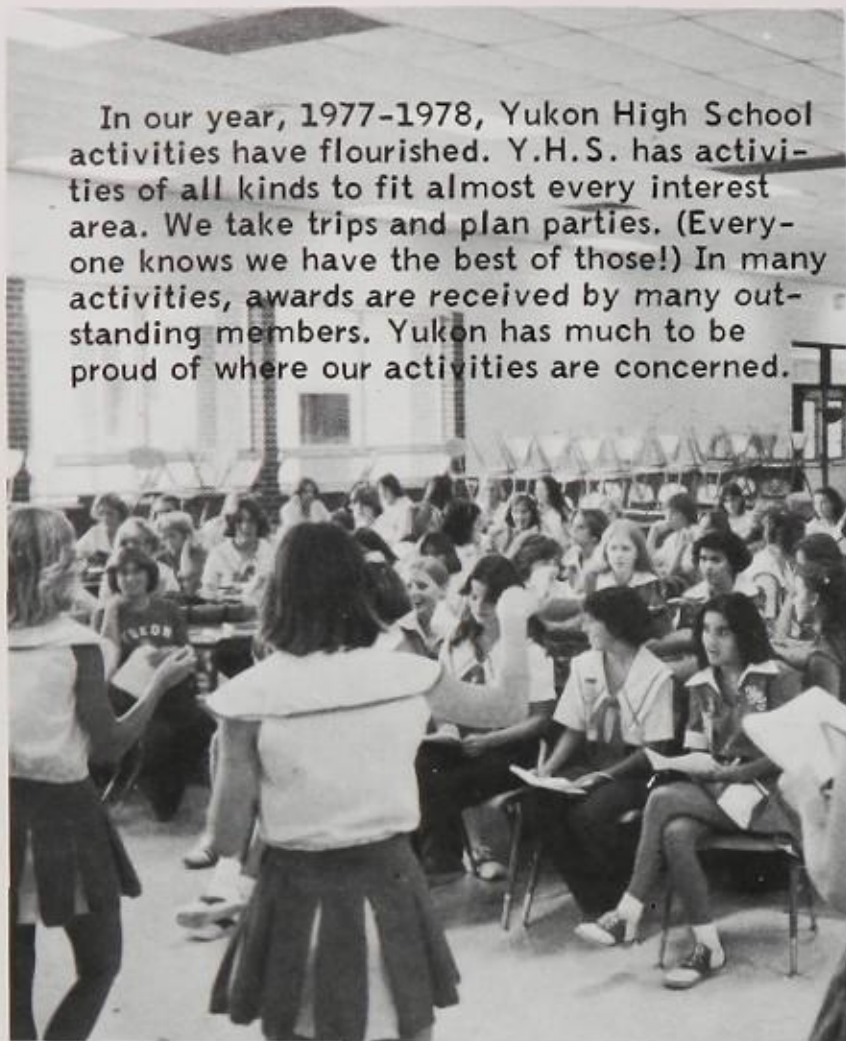 In our year, 1977-1978, Yukon High School
activities have flourished. Y.H.S. has activi-
ties of all kinds to fit almost every interest
area. We take trips and plan parties. (Every-
one knows we have the best of those!) In many
activities, awards are received by many out-
standing members. Yukon has much to be
proud of where our activities are concerned.
YUKON